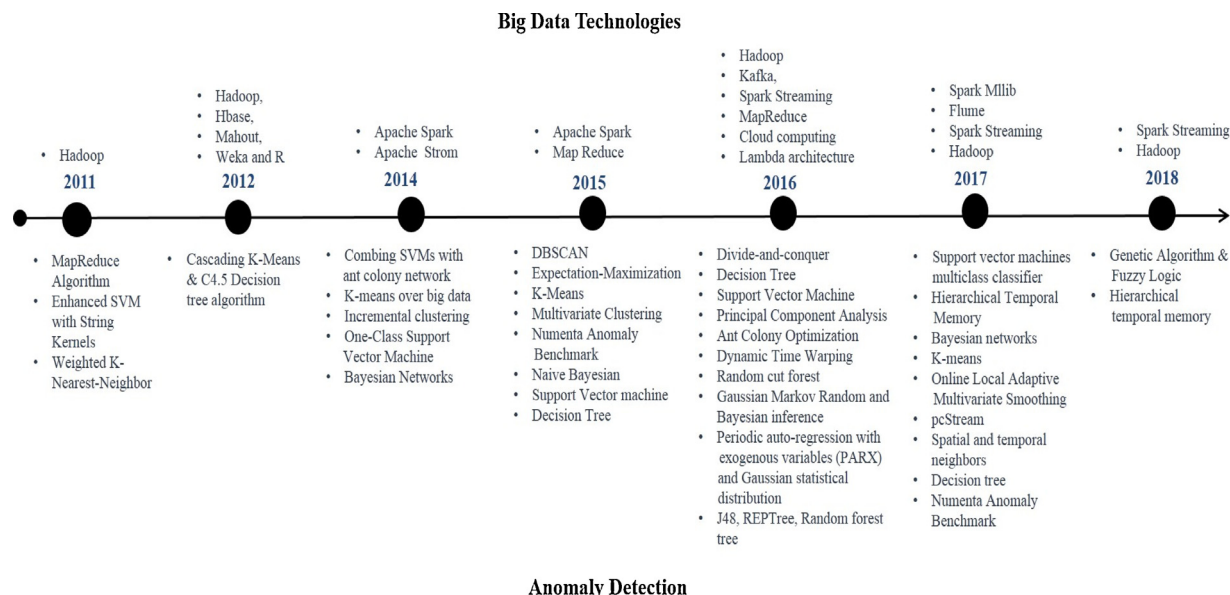 Big Data Technologies
• Hadoop
2011
• Hadoop,
• Hbase,
• Mahout,
• Weka and R
2012
• Apache Spark
• Apache Strom
2014
• Apache Spark
• Map Reduce
2015
• Hadoop
• Kafka,
• Spark Streaming
• MapReduce
• Cloud computing
• Lambda architecture
2016
• Spark Mllib
• Flume
• Spark Streaming
• Hadoop
2017
• Spark Streaming
• Hadoop
2018
• MapReduce
Algorithm
• Enhanced SVM
with String
Kernels
• Weighted K-
Nearest-Neighbor
• Cascading K-Means
& C4.5 Decision
tree algorithm
• Combing SVMs with
ant colony network
• K-means over big data
• Incremental clustering
• One-Class Support
Vector Machine
• Bayesian Networks
• DBSCAN
• Expectation-Maximization
• K-Means
• Multivariate Clustering
• Numenta Anomaly
Benchmark
• Naive Bayesian
• Support Vector machine
• Decision Tree
• Divide-and-conquer
• Decision Tree
• Support Vector Machine
• Principal Component Analysis
• Ant Colony Optimization
• Dynamic Time Warping
• Random cut forest
• Gaussian Markov Random and
Bayesian inference
• Periodic auto-regression with
exogenous variables (PARX)
and Gaussian statistical
distribution
• J48, REPTree, Random forest
tree
• Support vector machines
multiclass classifier
• Hierarchical Temporal
Memory
• Bayesian networks
• K-means
• Online Local Adaptive
Multivariate Smoothing
• pcStream
• Spatial and temporal
neighbors
• Decision tree
• Numenta Anomaly
Benchmark
• Genetic Algorithm &
Fuzzy Logic
• Hierarchical
temporal memory
Anomaly Detection